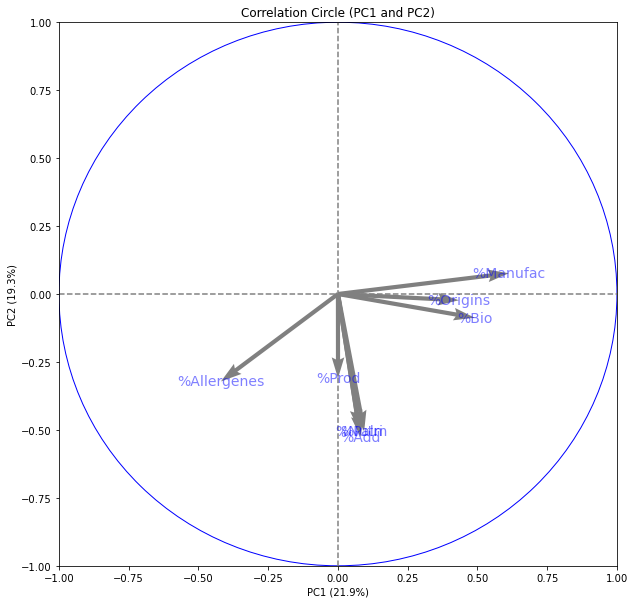 Correlation Circle (PC1 and PC2)
1.00
0.75
0.50
0.25
0.00
−0.25
−0.50
−0.75
−1.00
PC2 (19.3%)
%Manufac
%Origins
%Bio
%Allergenes
%Prod
%Add
−1.00 −0.75 −0.50 −0.25 0.00 0.25 0.50 0.75 1.00
PC1 (21.9%)